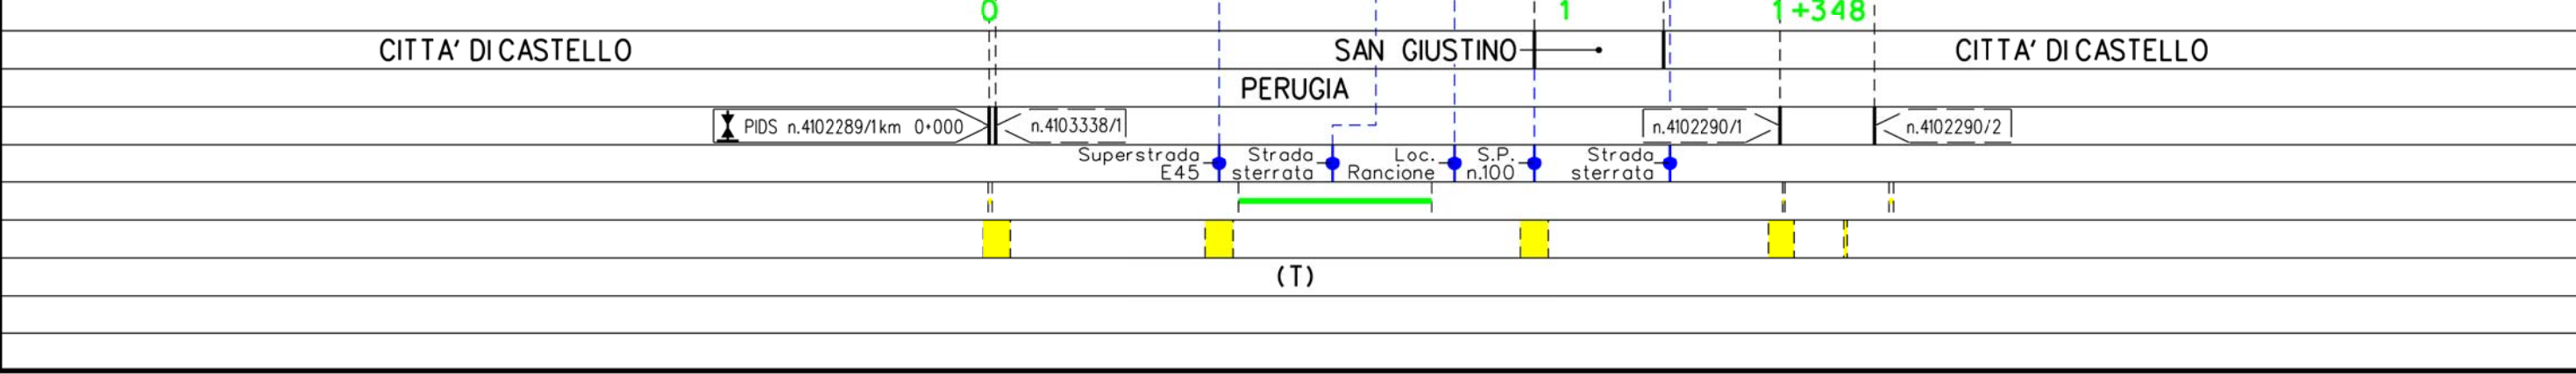 0 1 1+348
CITTA' DI CASTELLO SAN GIUSTINO CITTA' DI CASTELLO
PERUGIA
PIDS n.4102289/1km 0+000 n.4103338/1 n.4102290/1 n.4102290/2
Superstrada Strada Loc. S.P. Strada
E45 sterrata Rancione n.100 sterrata
(T)